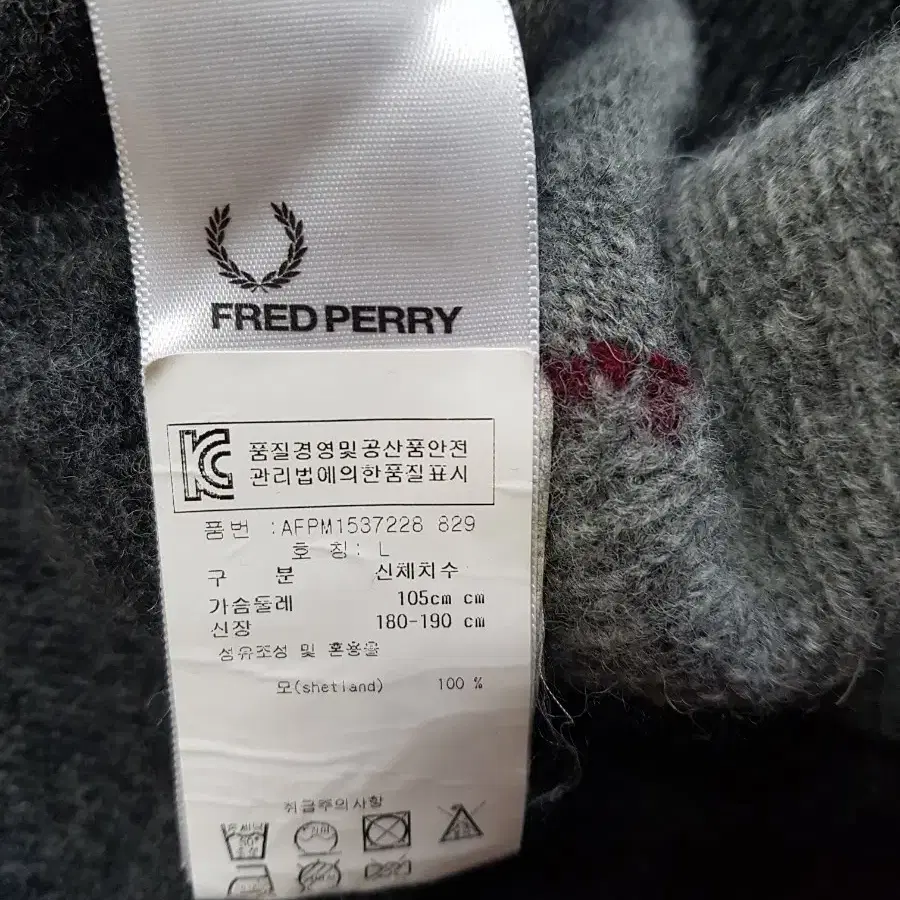 FRED PERRY
품질경영및공산품안전
관리법에의한품질표시
품번 :AFPM1537228 829
호 칭: L
구 분 신체치수
가슴둘레 105cm cm
신장 180-190 cm
섬유조성 및 혼용율
모(shetland) 100 %
취급주의사항